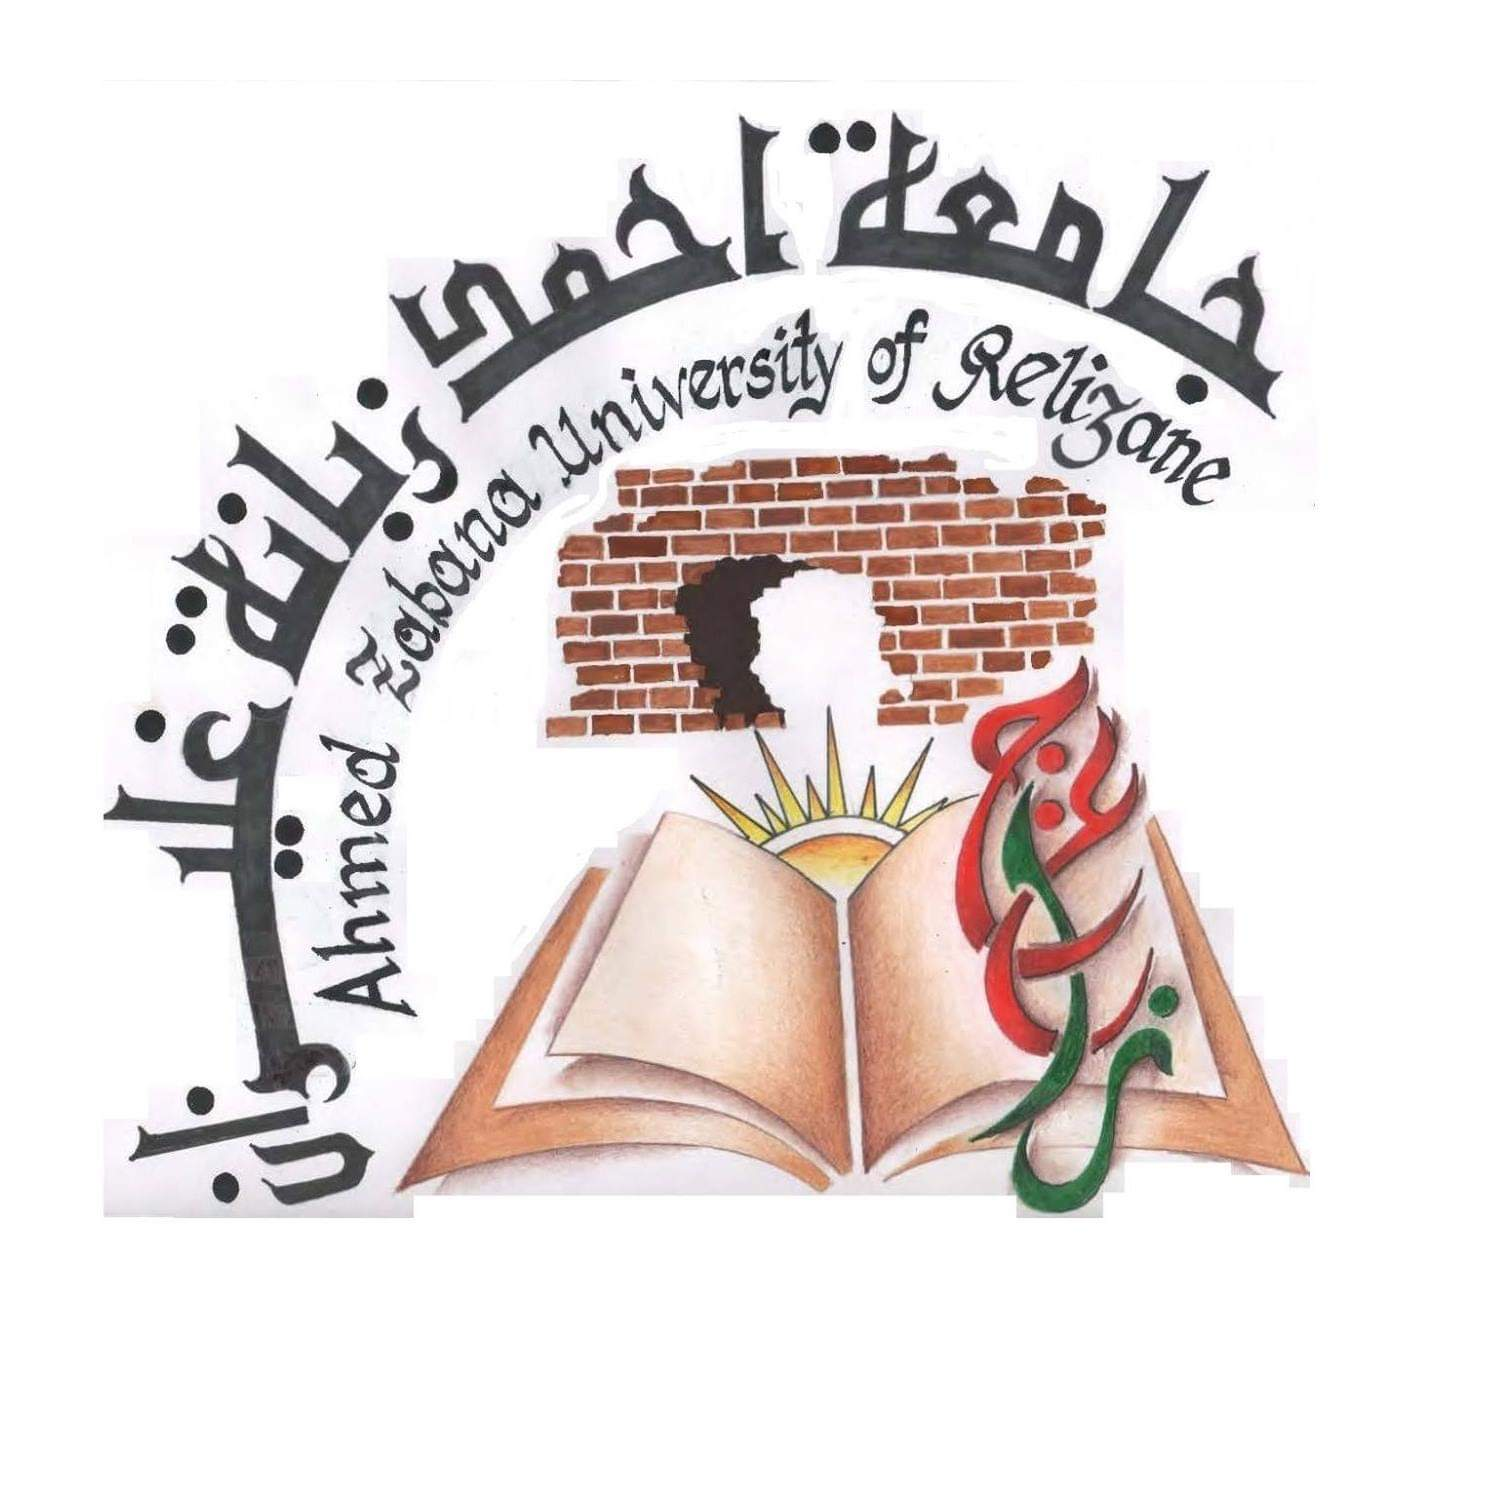 جامعة احمد زبانة غليزان
Ahmed Zabana University of Relizane